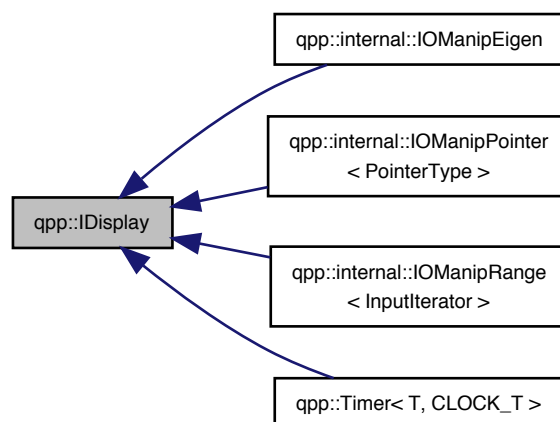 qpp::internal::IOManipEigen
qpp::internal::IOManipPointer
< PointerType >
qpp::IDisplay
qpp::internal::IOManipRange
< InputIterator >
qpp::Timer< T, CLOCK_T >